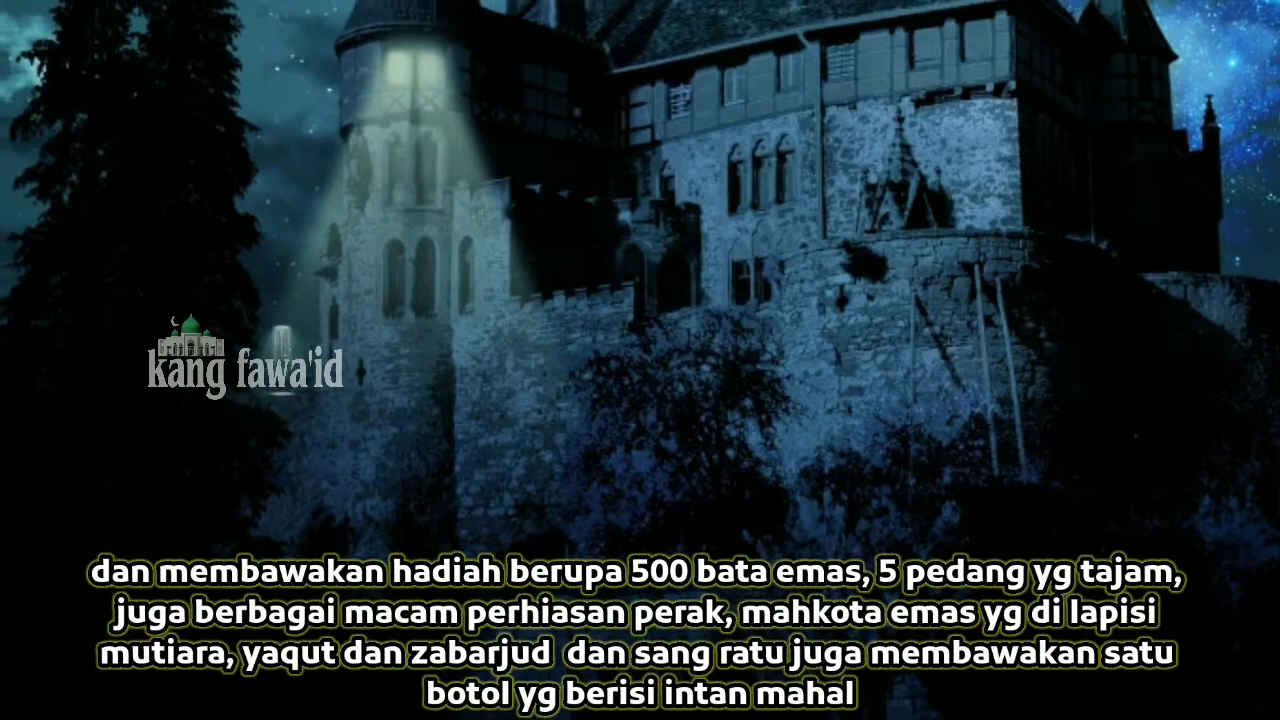 kang fawa'id
dan membawakan hadiah berupa 500 bata emas, 5 pedang yg tajam,
juga berbagai macam perhiasan perak, mahkota emas yg di lapisi
mutiara, yaqut dan zabarjud  dan sang ratu juga membawakan satu
botol yg berisi intan mahal